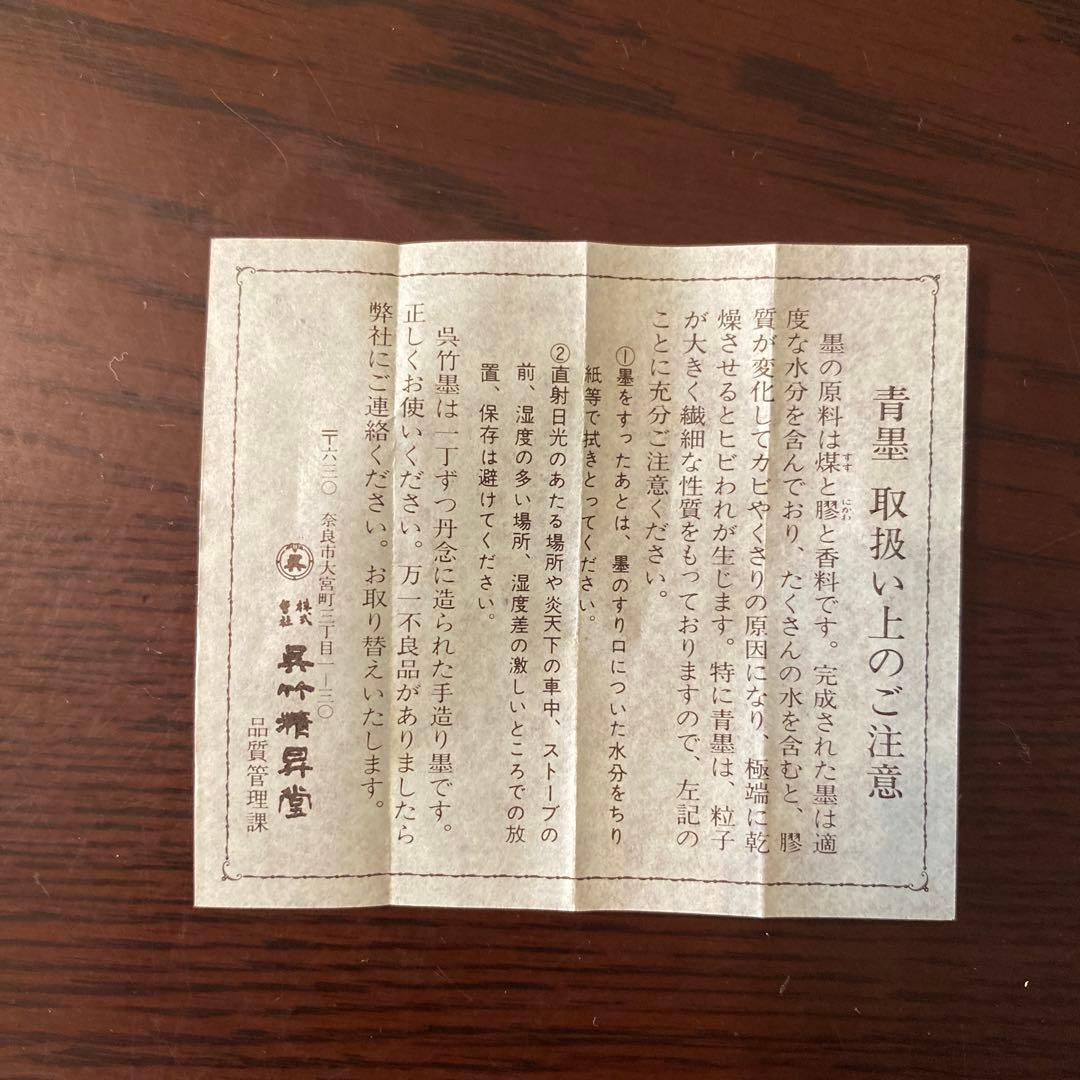 青墨 取扱い上のご注意
墨の原料は煤と膠と香料です。完成された墨は適
すす
にかわ
度な水分を含んでおり、たくさんの水を含むと、膠
質が変化してカビやくさりの原因になり、極端に乾
燥させるとヒビわれが生じます。特に青墨は、粒子
が大きく繊細な性質をもっておりますので、左記の
ことに充分ご注意ください。
①墨をすったあとは、墨のすり口についた水分をちり
紙等で拭きとってください。
②直射日光のあたる場所や炎天下の車中、ストーブの
前、湿度の多い場所、湿度差の激しいところでの放
置、保存は避けてください。
呉竹墨は一丁ずつ丹念に造られた手造り墨です。
正しくお使いください。万一不良品がありましたら
弊社にご連絡ください。お取り替えいたします。
〒六三〇 奈良市大宮町三丁目一―三〇
呉 株式會社 呉竹精昇堂
品質管理課